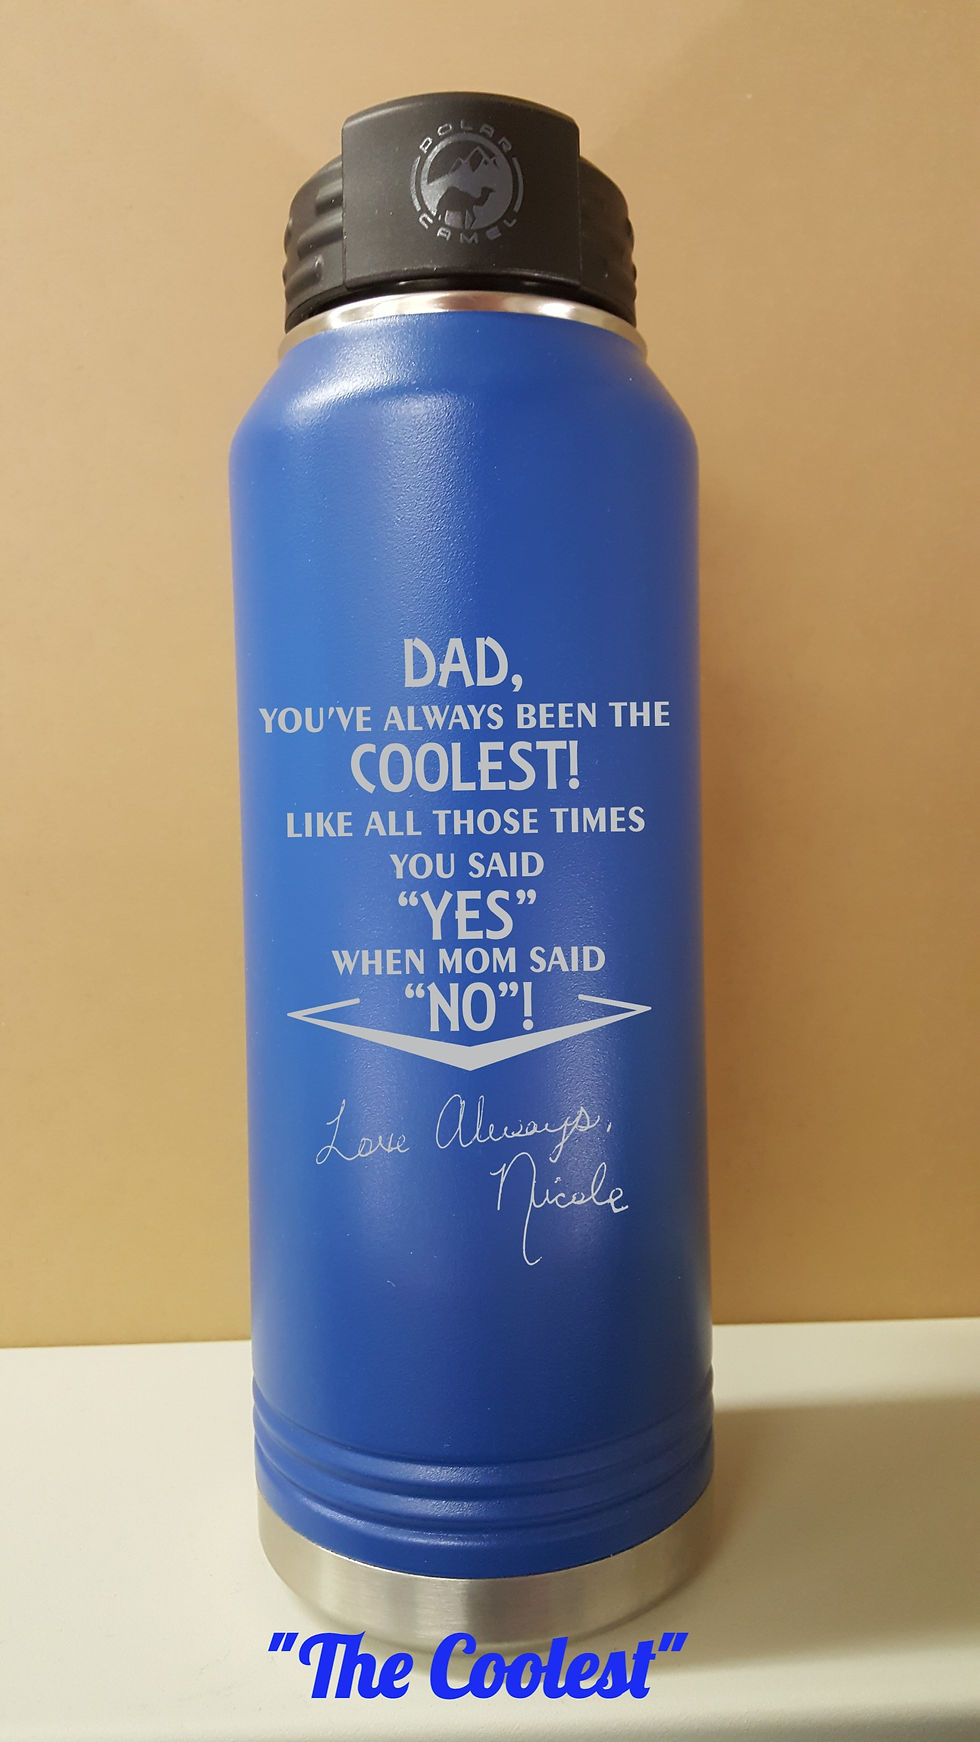 POLAR
CAMEL
DAD,
YOU'VE ALWAYS BEEN THE
COOLEST!
LIKE ALL THOSE TIMES
YOU SAID
“YES”
WHEN MOM SAID
“NO”!
Love Always,
Nicole
"The Coolest"